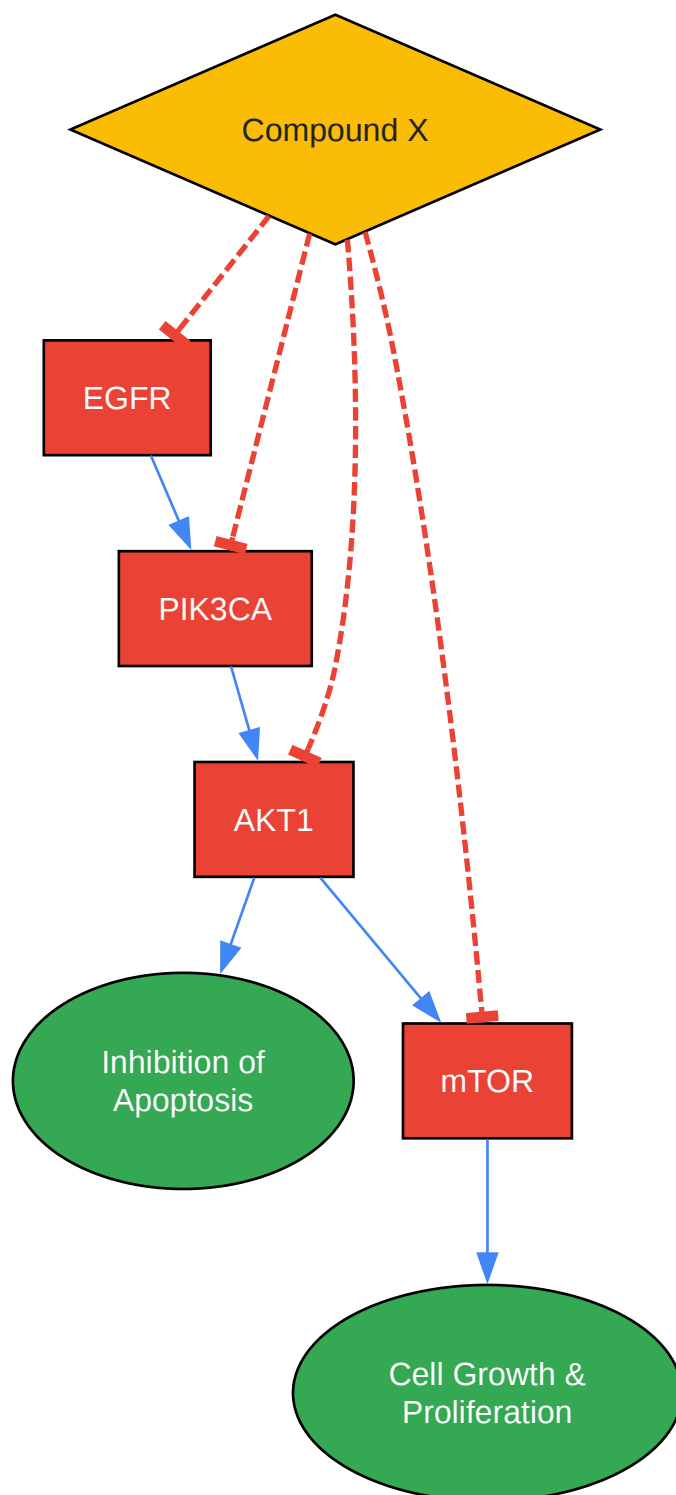 Compound X
EGFR
PIK3CA
AKT1
Inhibition of
Apoptosis
mTOR
Cell Growth &
Proliferation